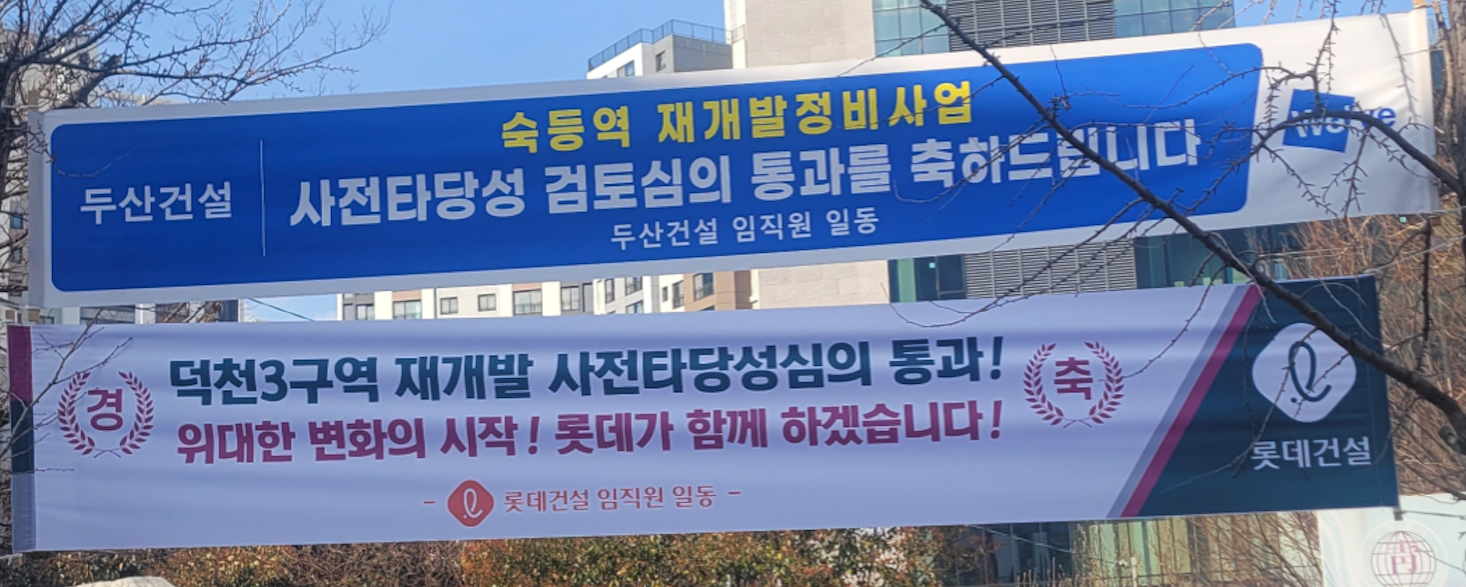 숙등역 재개발정비사업
두산건설
사전타당성 검토심의 통과를 축하드립니다
두산건설 임직원 일동
we've
경
덕천3구역 재개발 사전타당성심의 통과!
위대한 변화의 시작! 롯데가 함께 하겠습니다!
축
- 롯데건설 임직원 일동 -
롯데건설